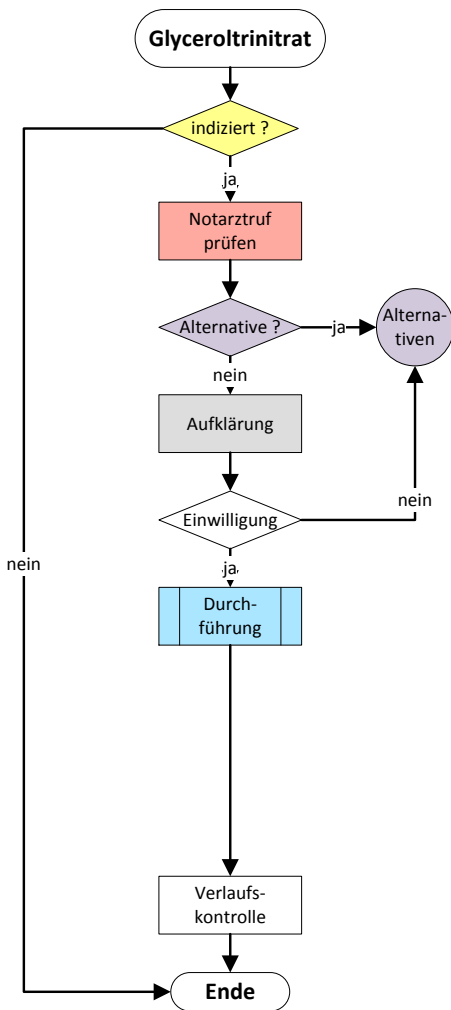 Glyceroltrinitrat
indiziert ?
ja
Notarztruf
prüfen
Alternative ?
ja
Alterna-
tiven
nein
Aufklärung
Einwilligung
nein
nein
ja
Durch-
führung
Verlaufs-
kontrolle
Ende